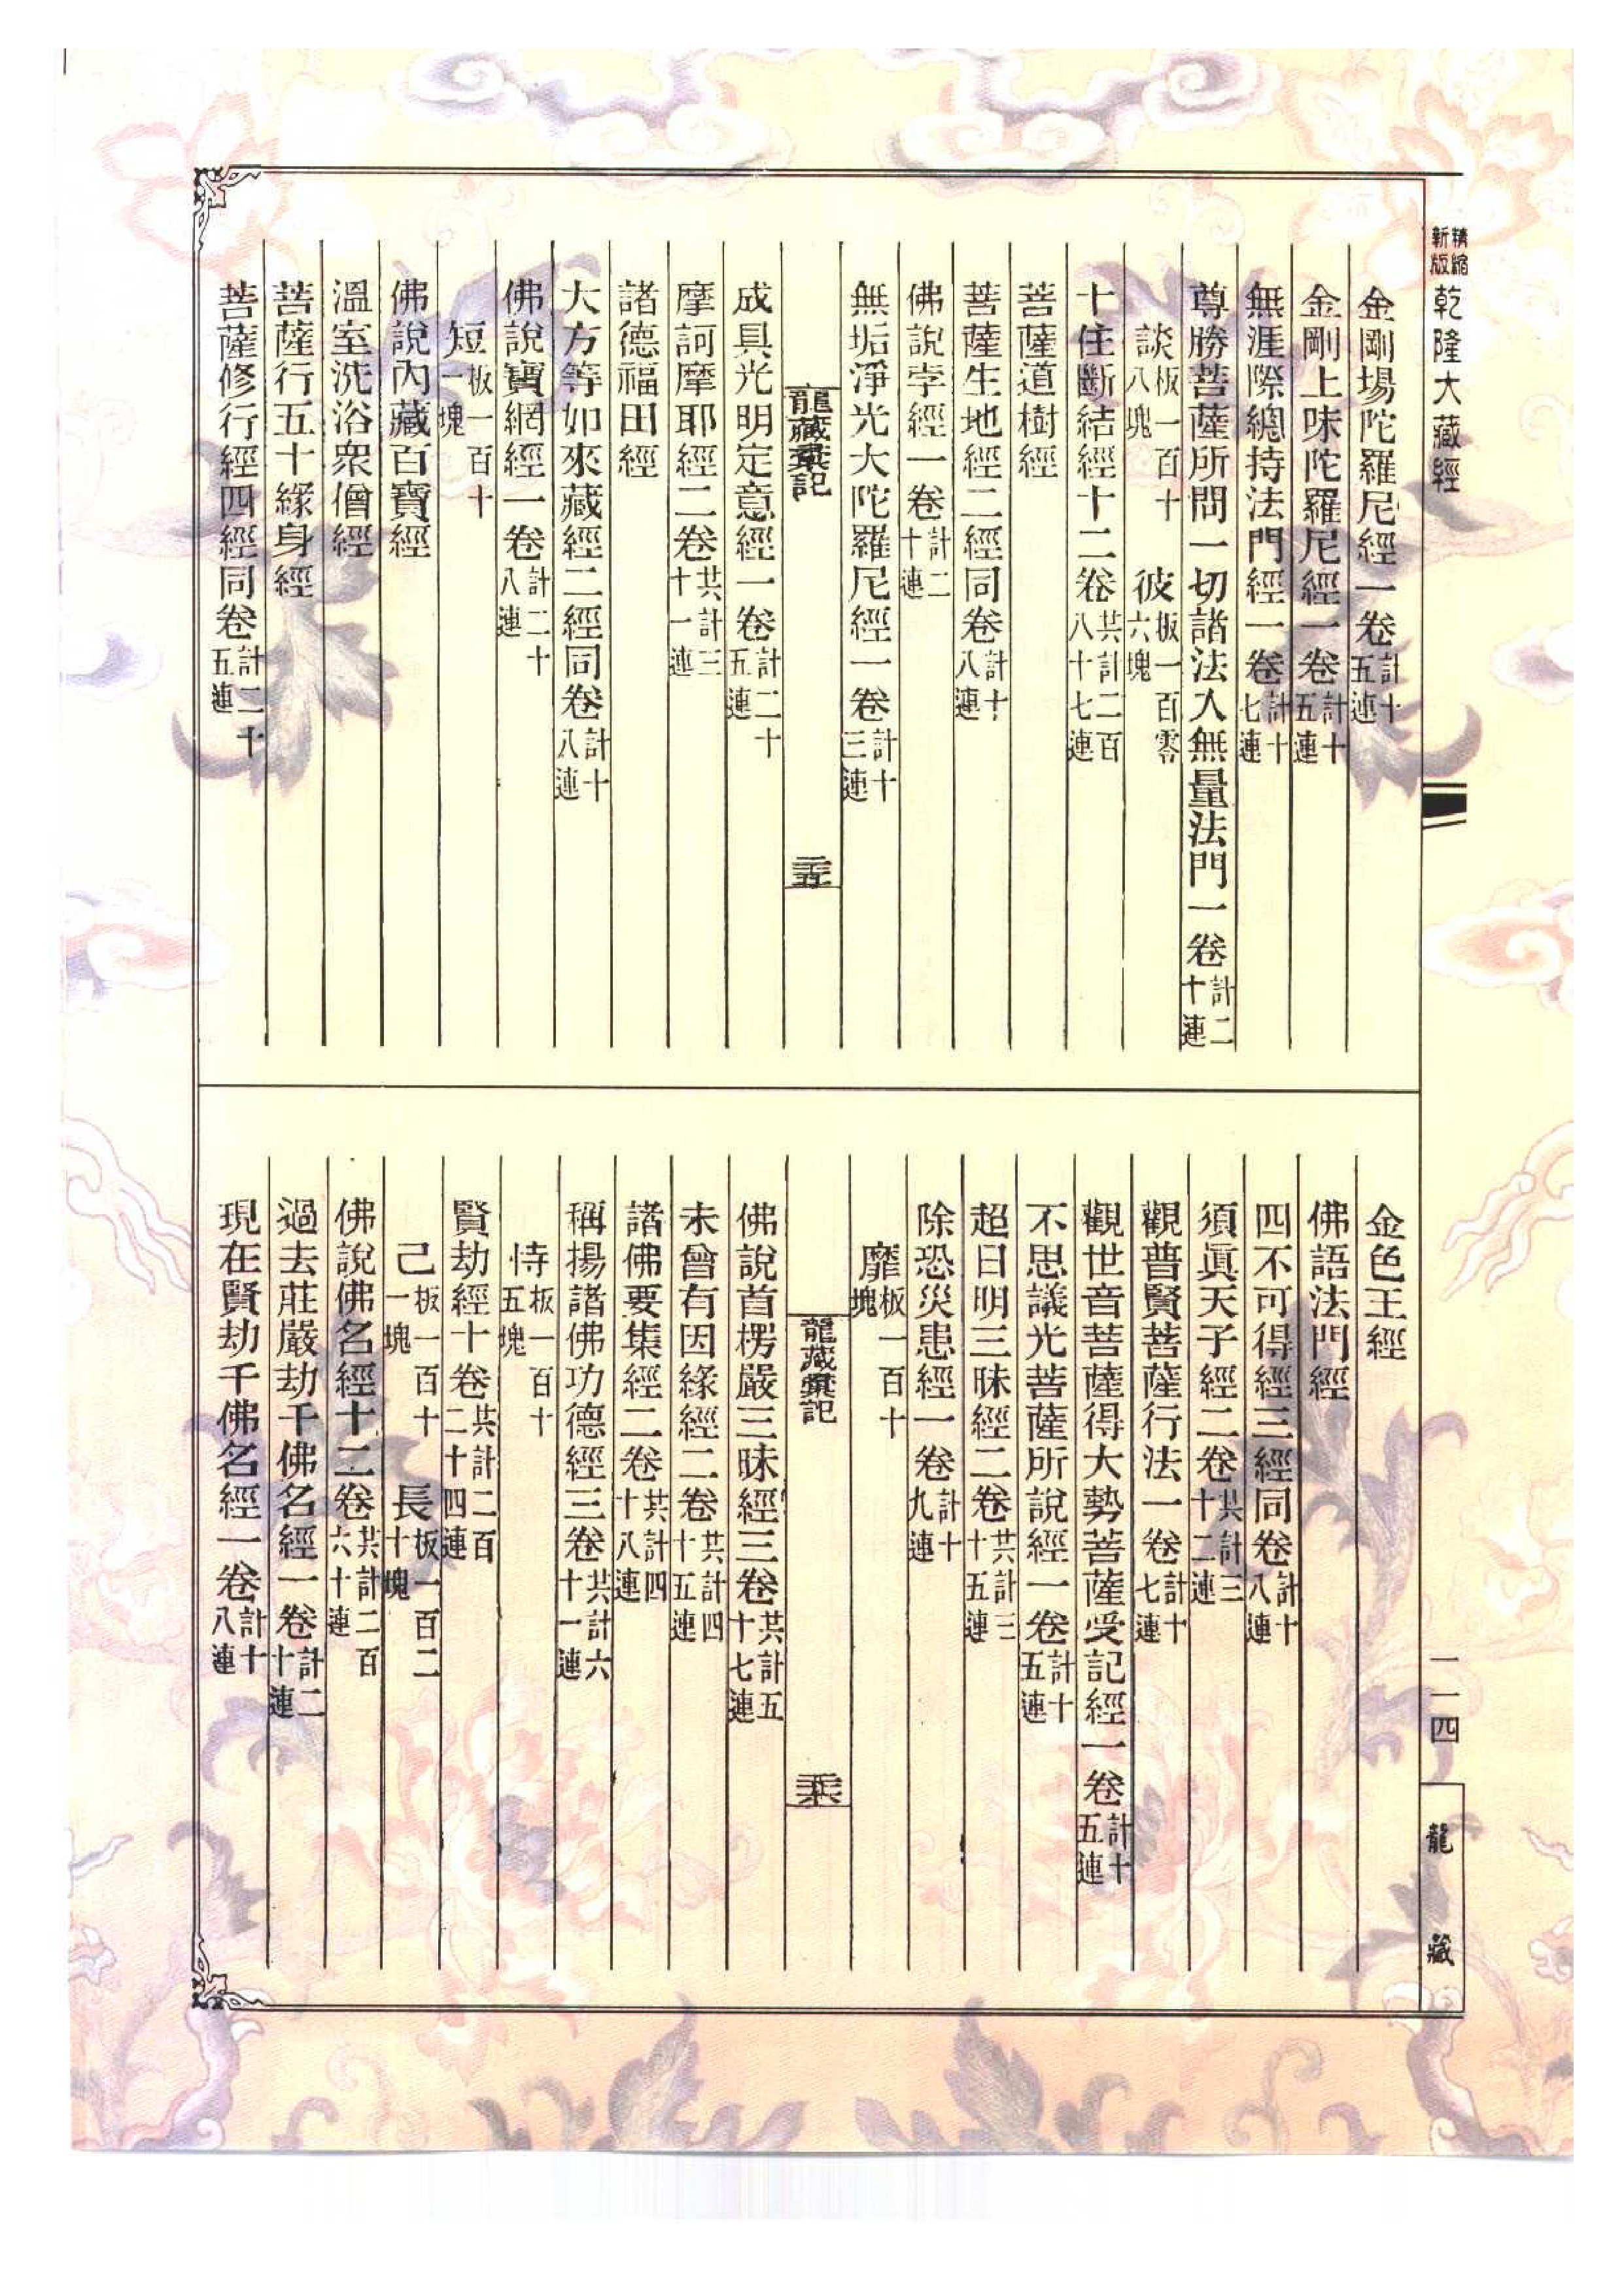 精縮新版 乾隆大藏經
金剛場陀羅尼經一卷計十五連
金剛上味陀羅尼經一卷計十五連
無涯際總持法門經一卷計十七連
尊勝菩薩所問一切諸法入無量法門一卷計二十連
談板一百十八塊 彼板一百零六塊
十住斷結經十二卷共計二百八十七連
菩薩道樹經
菩薩生地經二經同卷計十八連
佛說孛經一卷計二十連
無垢淨光大陀羅尼經一卷計十三連
龍藏彚記 二十五
成具光明定意經一卷計二十五連
摩訶摩耶經二卷共計三十一連
諸德福田經
大方等如來藏經二經同卷計十八連
佛說寶網經一卷計二十八連
短板一百十一塊
佛說內藏百寶經
溫室洗浴衆僧經
菩薩行五十緣身經
菩薩修行經四經同卷計二十五連
金色王經
佛語法門經
四不可得經三經同卷計十八連
須眞天子經二卷共計三十二連
觀普賢菩薩行法一卷計十七連
觀世音菩薩得大勢菩薩受記經一卷計十五連
不思議光菩薩所說經一卷計十五連
超日明三昧經二卷共計三十五連
除恐災患經一卷計十九連
靡板一百十塊
龍藏彚記 二十六
佛說首楞嚴三昧經三卷共計五十七連
未曾有因緣經二卷共計四十五連
諸佛要集經二卷共計四十八連
稱揚諸佛功德經三卷共計六十一連
恃板一百十五塊
賢劫經十卷共計二百二十四連
己板一百十一塊 長板一百二十塊
佛說佛名經十二卷共計二百六十連
過去莊嚴劫千佛名經一卷計二十連
現在賢劫千佛名經一卷計十八連
一一四
龍藏